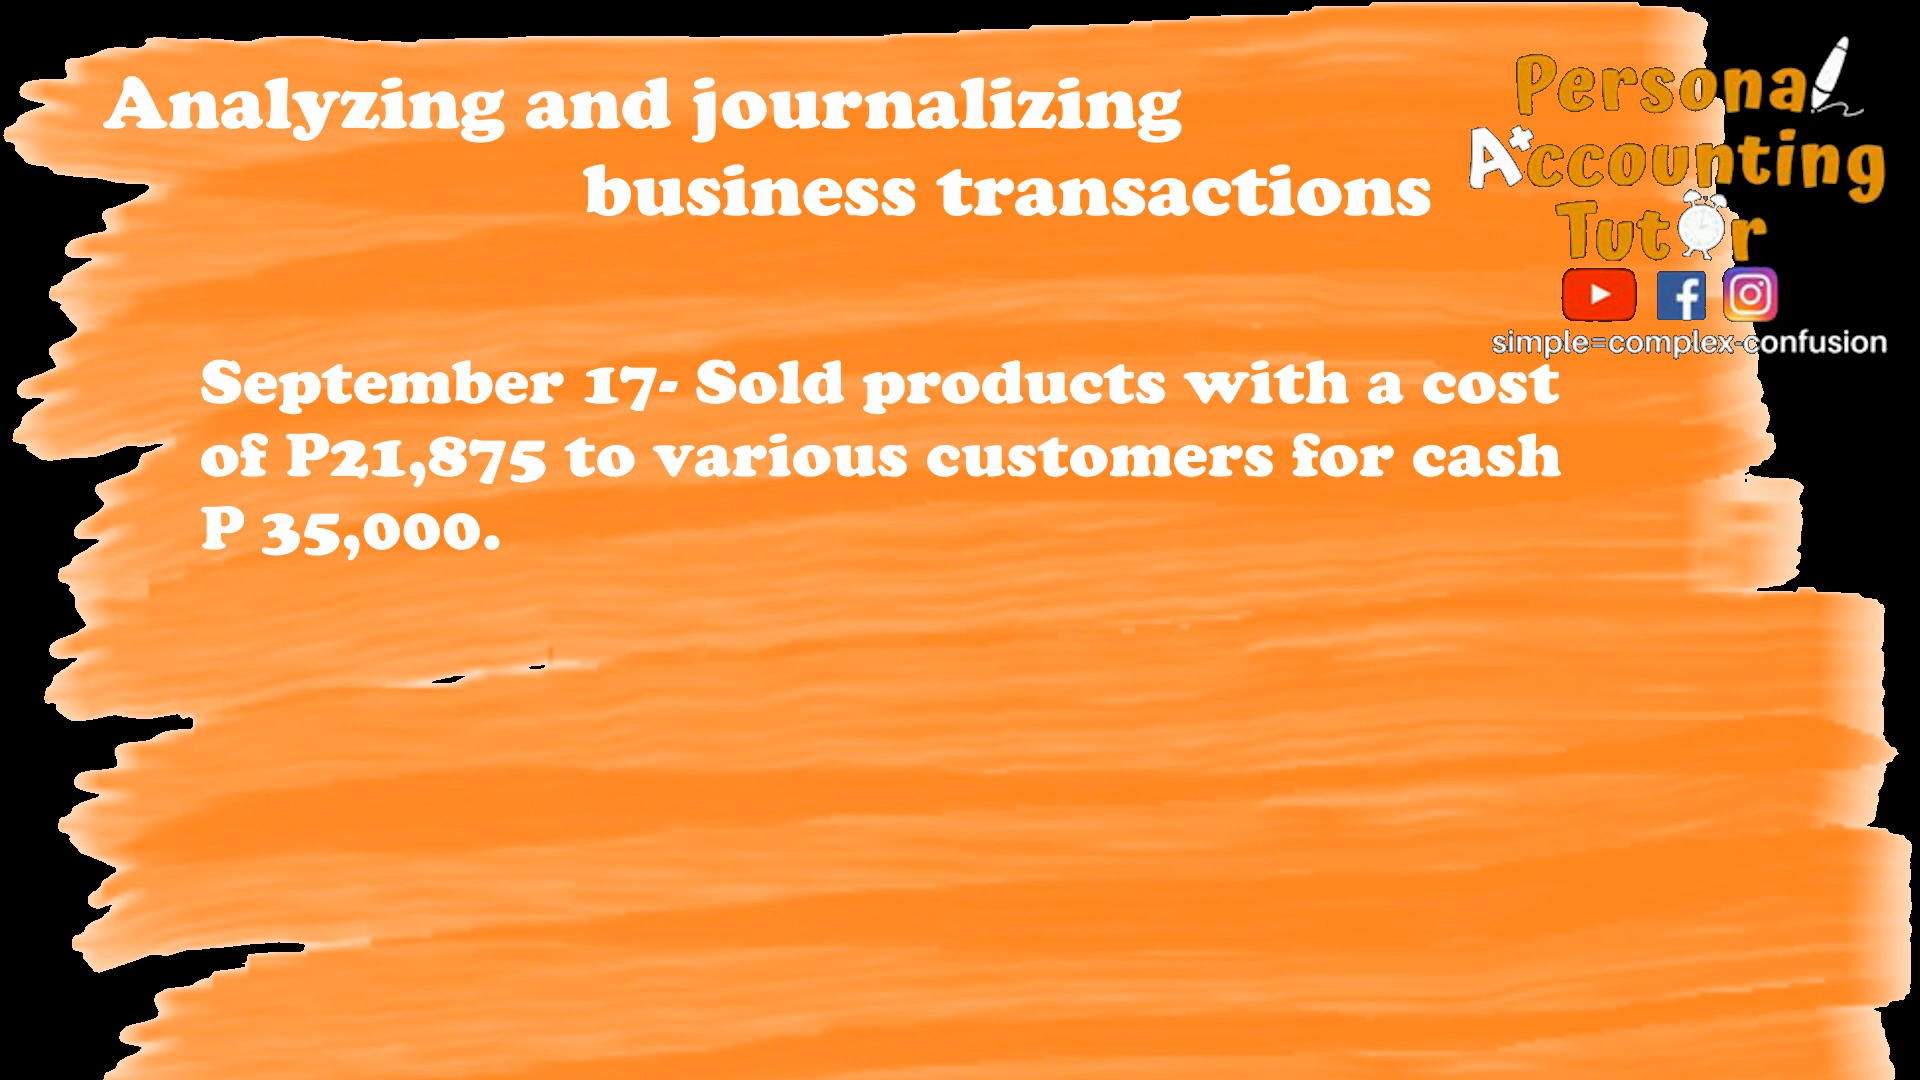 Analyzing and journalizing
business transactions
Personal
A+ccounting
Tutor
simple=complex-confusion
September 17- Sold products with a cost
of P21,875 to various customers for cash
P 35,000.